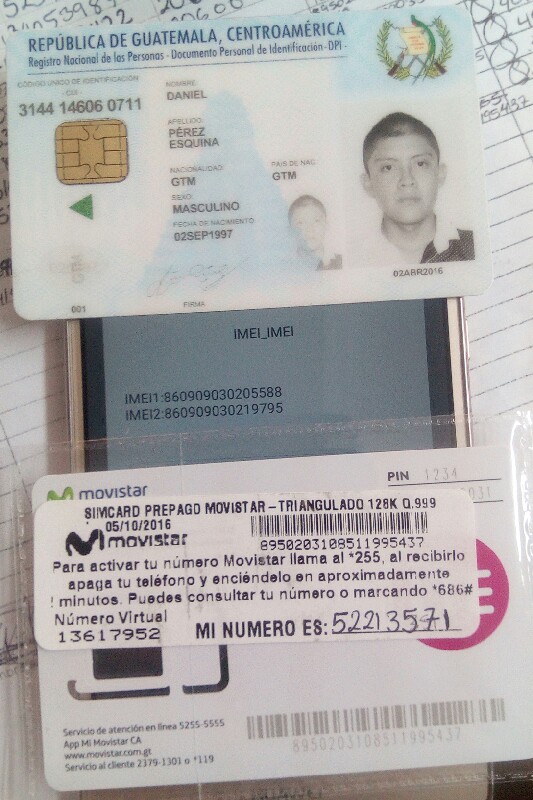 REPÚBLICA DE GUATEMALA, CENTROAMÉRICA
Registro Nacional de las Personas - Documento Personal de Identificación - DPI -
CÓDIGO ÚNICO DE IDENTIFICACIÓN
- CUI -
3144 14606 0711
NOMBRE
DANIEL
APELLIDO
PÉREZ
ESQUINA
NACIONALIDAD
GTM
PAÍS DE NAC.
GTM
SEXO
MASCULINO
FECHA DE NACIMIENTO
02SEP1997
GTM
001
FIRMA
02ABR2016
IMEI_IMEI
IMEI1:860909030205588
IMEI2:860909030219795
movistar
PIN 1234
SIMCARD PREPAGO MOVISTAR-TRIANGULADO 128K Q.999
05/10/2016
movistar
8950203108511995437
Para activar tu número Movistar llama al *255, al recibirlo
apaga tu teléfono y enciéndelo en aproximadamente
minutos. Puedes consultar tu número o marcando *686#
Número Virtual
13617952
MI NUMERO ES: 52213571
Servicio de atención en línea 5255-5555
App Mi Movistar CA
www.movistar.com.gt
Servicio al cliente 2379-1301 o *119
8950203108511995437